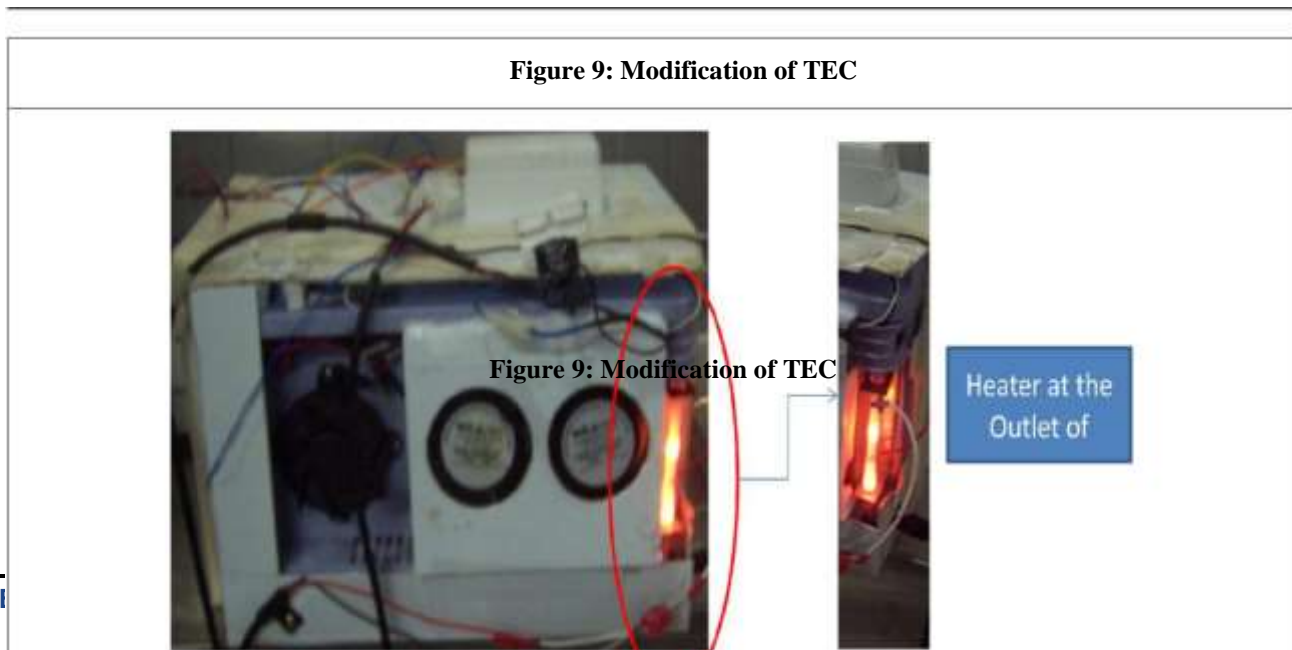 Figure 9: Modification of TEC
Figure 9: Modification of TEC
Heater at the
Outlet of